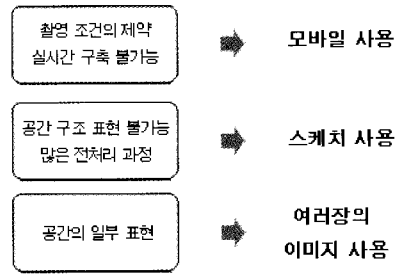 촬영 조건의 제약
실시간 구축 불가능
모바일 사용
공간 구조 표현 불가능
많은 전처리 과정
스케치 사용
공간의 일부 표현
여러장의
이미지 사용